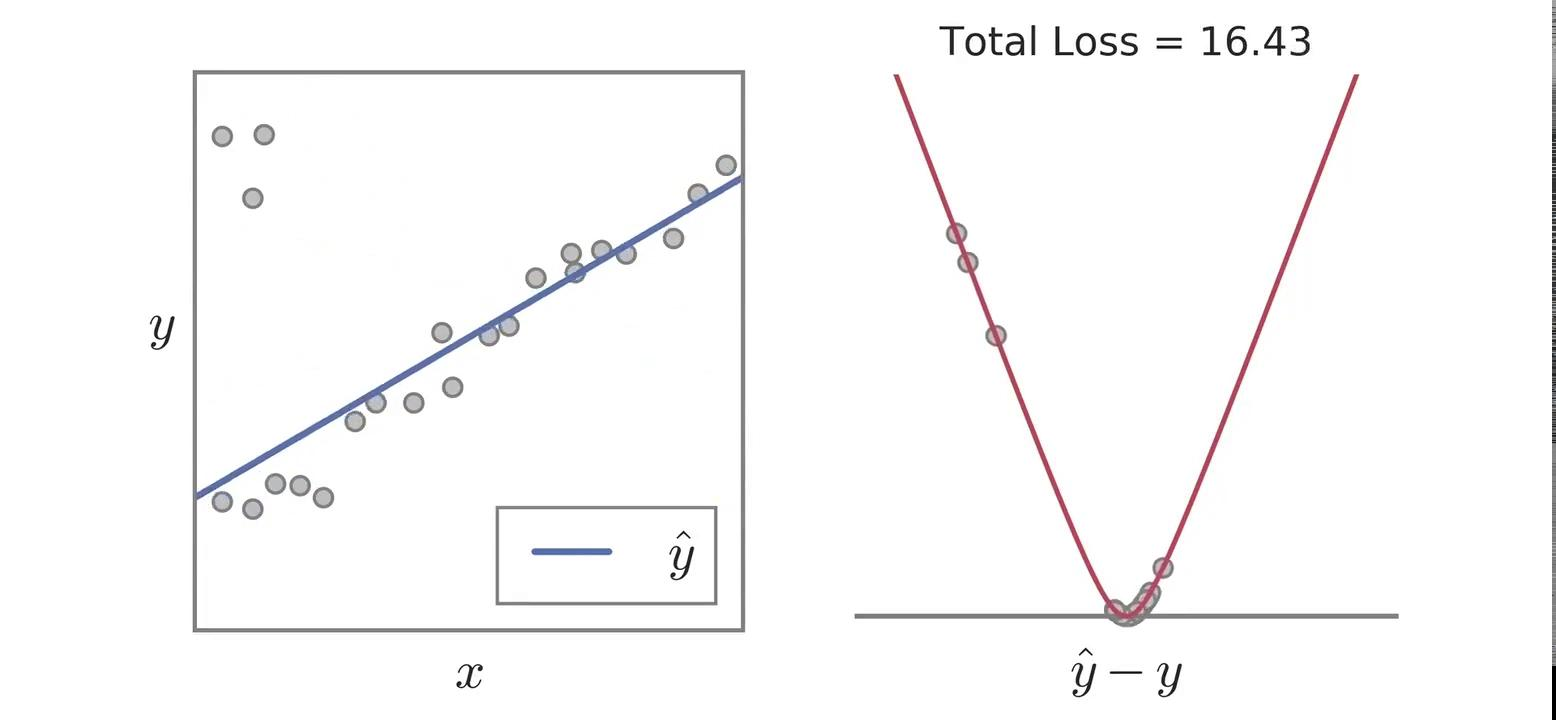 Total Loss = 16.43
y
ŷ
x
ŷ − y